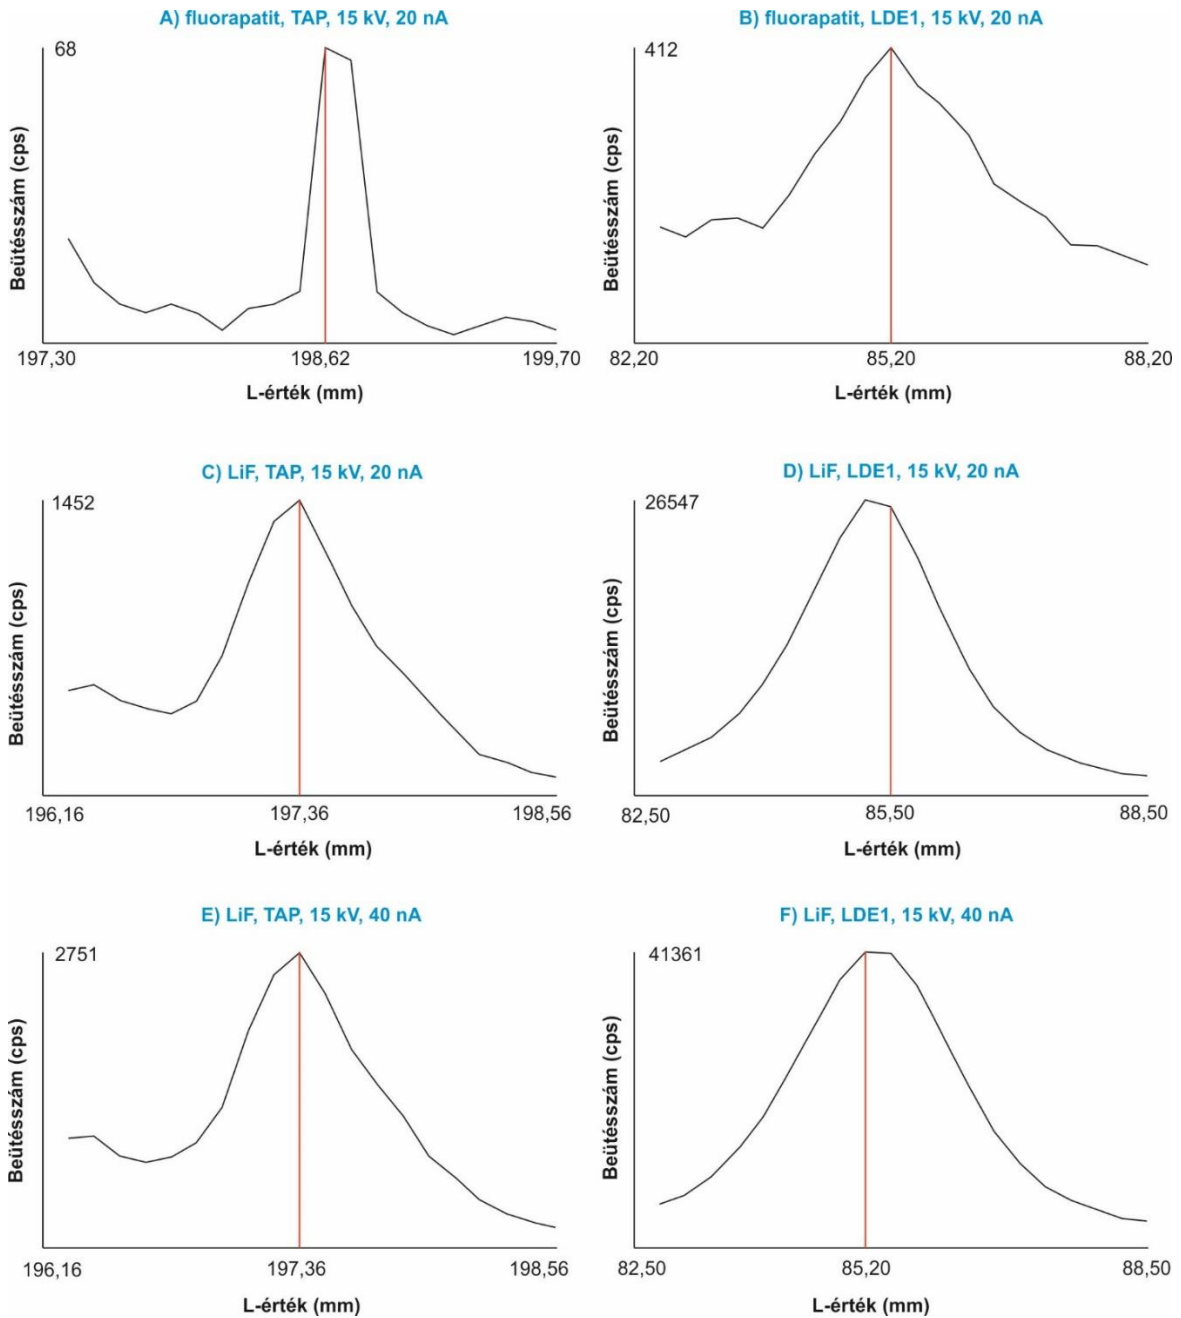 A) fluorapatit, TAP, 15 kV, 20 nA
68
Beütésszám (cps)
197,30
198,62
199,70
L-érték (mm)
B) fluorapatit, LDE1, 15 kV, 20 nA
412
Beütésszám (cps)
82,20
85,20
88,20
L-érték (mm)
C) LiF, TAP, 15 kV, 20 nA
1452
Beütésszám (cps)
196,16
197,36
198,56
L-érték (mm)
D) LiF, LDE1, 15 kV, 20 nA
26547
Beütésszám (cps)
82,50
85,50
88,50
L-érték (mm)
E) LiF, TAP, 15 kV, 40 nA
2751
Beütésszám (cps)
196,16
197,36
198,56
L-érték (mm)
F) LiF, LDE1, 15 kV, 40 nA
41361
Beütésszám (cps)
82,50
85,20
88,50
L-érték (mm)